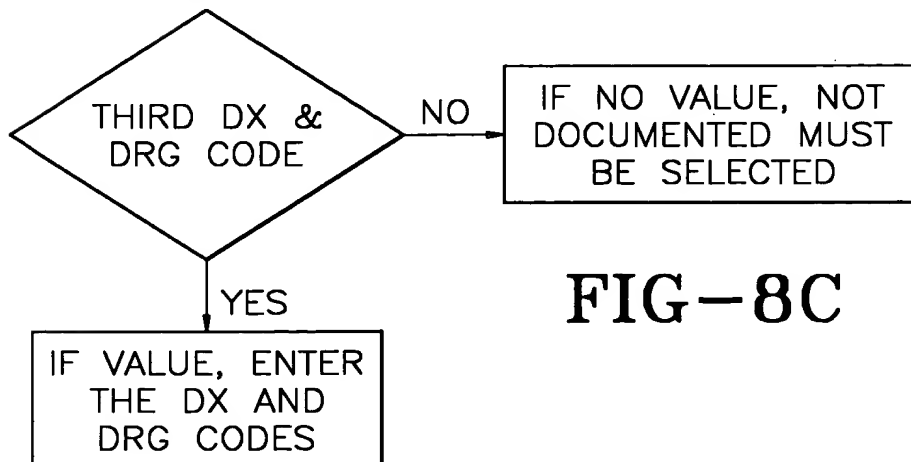 THIRD DX &
DRG CODE
NO
IF NO VALUE, NOT
DOCUMENTED MUST
BE SELECTED
YES
IF VALUE, ENTER
THE DX AND
DRG CODES
FIG-8C